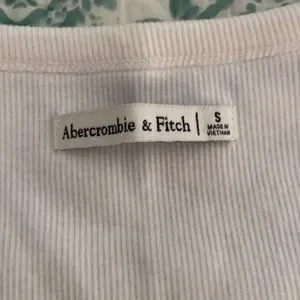 Abercrombie & Fitch | S
MADE IN
VIETNAM